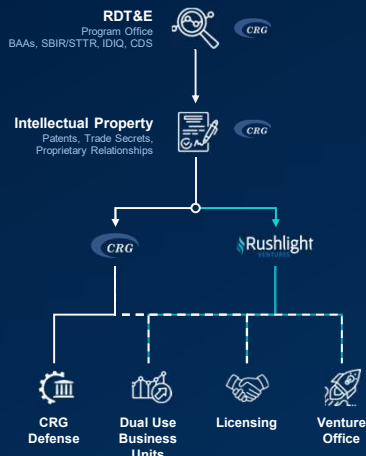 RDT&E
Program Office
BAAs, SBIR/STTR, IDIQ, CDS
CRG
Intellectual Property
Patents, Trade Secrets,
Proprietary Relationships
CRG
CRG
Rushlight
VENTURES
CRG
Defense
Dual Use
Business
Units
Licensing
Venture
Office